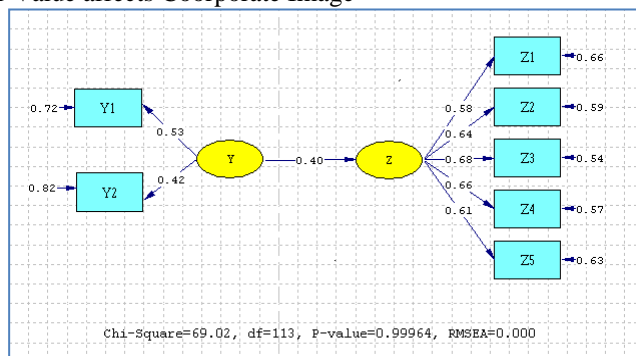 Value affects Coorporate Image
Z1
0.66
0.72
Y1
0.58
Z2
0.59
0.53
0.64
Y
0.40
Z
0.68
Z3
0.54
0.82
Y2
0.42
0.66
Z4
0.57
0.61
Z5
0.63
Chi-Square=69.02, df=113, P-value=0.99964, RMSEA=0.000